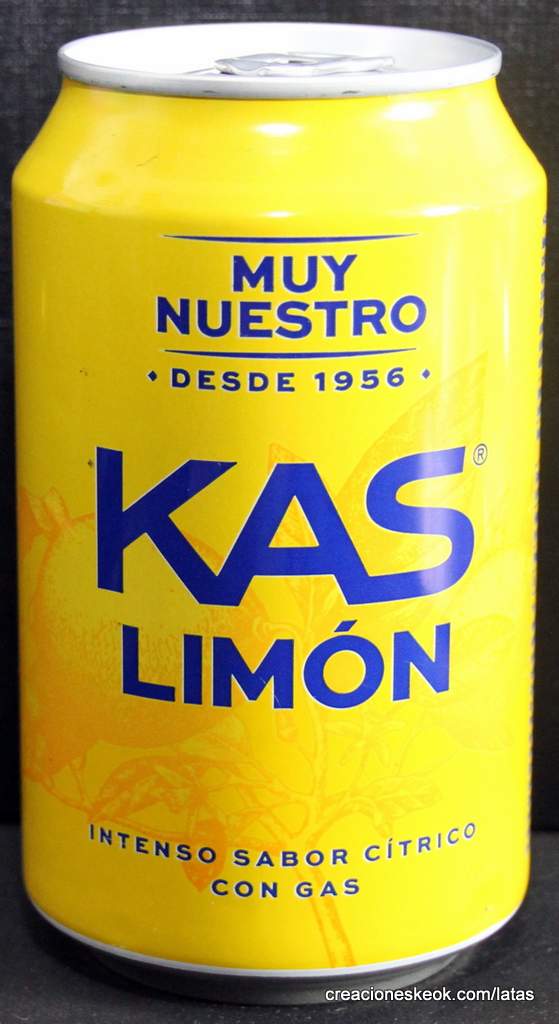 MUY
NUESTRO
• DESDE 1956 •
KAS®
LIMÓN
INTENSO SABOR CÍTRICO
CON GAS
creacioneskeok.com/latas